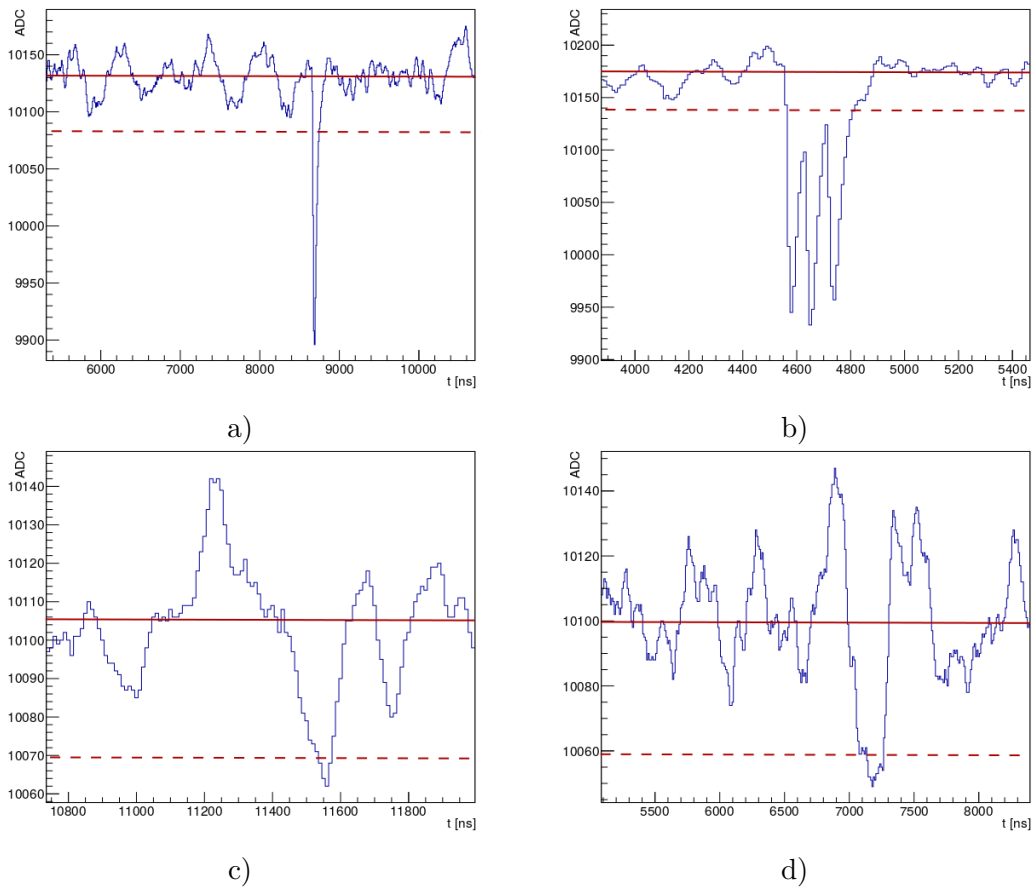 ADC
10150
10100
10050
10000
9950
9900
6000 7000 8000 9000 10000
t [ns]
a)
ADC
10200
10150
10100
10050
10000
9950
9900
4000 4200 4400 4600 4800 5000 5200 5400
t [ns]
b)
ADC
10140
10130
10120
10110
10100
10090
10080
10070
10060
10800 11000 11200 11400 11600 11800
t [ns]
c)
ADC
10140
10120
10100
10080
10060
5500 6000 6500 7000 7500 8000
t [ns]
d)